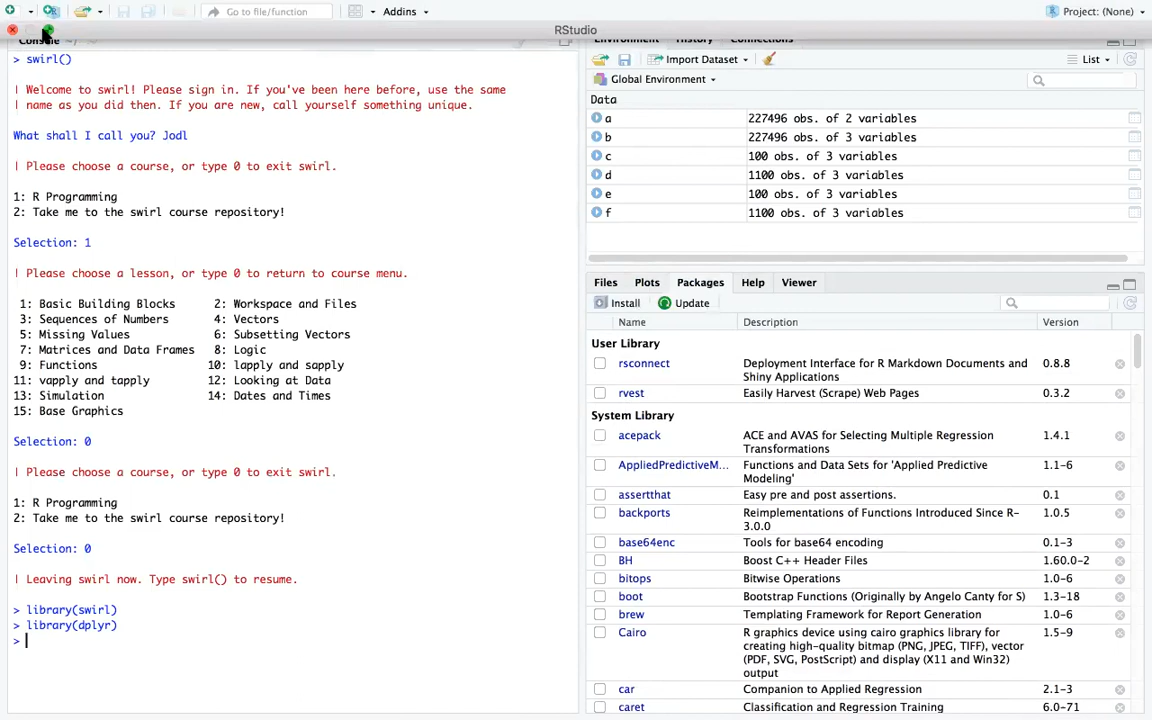 Go to file/function
Addins
Project: (None)
RStudio
Console
> swirl()
| Welcome to swirl! Please sign in. If you've been here before, use the same
| name as you did then. If you are new, call yourself something unique.
What shall I call you? Jodl
| Please choose a course, or type 0 to exit swirl.
1: R Programming
2: Take me to the swirl course repository!
Selection: 1
| Please choose a lesson, or type 0 to return to course menu.
1: Basic Building Blocks 2: Workspace and Files
3: Sequences of Numbers 4: Vectors
5: Missing Values 6: Subsetting Vectors
7: Matrices and Data Frames 8: Logic
9: Functions 10: lapply and sapply
11: vapply and tapply 12: Looking at Data
13: Simulation 14: Dates and Times
15: Base Graphics
Selection: 0
| Please choose a course, or type 0 to exit swirl.
1: R Programming
2: Take me to the swirl course repository!
Selection: 0
| Leaving swirl now. Type swirl() to resume.
> library(swirl)
> library(dplyr)
>
Environment History Connections
Import Dataset List
Global Environment
Data
a 227496 obs. of 2 variables
b 227496 obs. of 3 variables
c 100 obs. of 3 variables
d 1100 obs. of 3 variables
e 100 obs. of 3 variables
f 1100 obs. of 3 variables
Files Plots Packages Help Viewer
Install Update
Name Description Version
User Library
rsconnect Deployment Interface for R Markdown Documents and 0.8.8
Shiny Applications
rvest Easily Harvest (Scrape) Web Pages 0.3.2
System Library
acepack ACE and AVAS for Selecting Multiple Regression 1.4.1
Transformations
AppliedPredictiveM... Functions and Data Sets for 'Applied Predictive 1.1-6
Modeling'
assertthat Easy pre and post assertions. 0.1
backports Reimplementations of Functions Introduced Since R- 1.0.5
3.0.0
base64enc Tools for base64 encoding 0.1-3
BH Boost C++ Header Files 1.60.0-2
bitops Bitwise Operations 1.0-6
boot Bootstrap Functions (Originally by Angelo Canty for S) 1.3-18
brew Templating Framework for Report Generation 1.0-6
Cairo R graphics device using cairo graphics library for 1.5-9
creating high-quality bitmap (PNG, JPEG, TIFF), vector
(PDF, SVG, PostScript) and display (X11 and Win32)
output
car Companion to Applied Regression 2.1-3
caret Classification and Regression Training 6.0-71